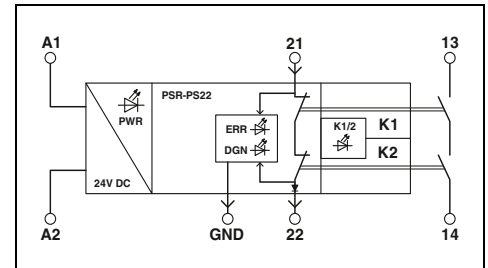 A1 21 13
PSR-PS22
PWR
ERR
DGN
K1/2
K1
K2
24V DC
A2 GND 22 14